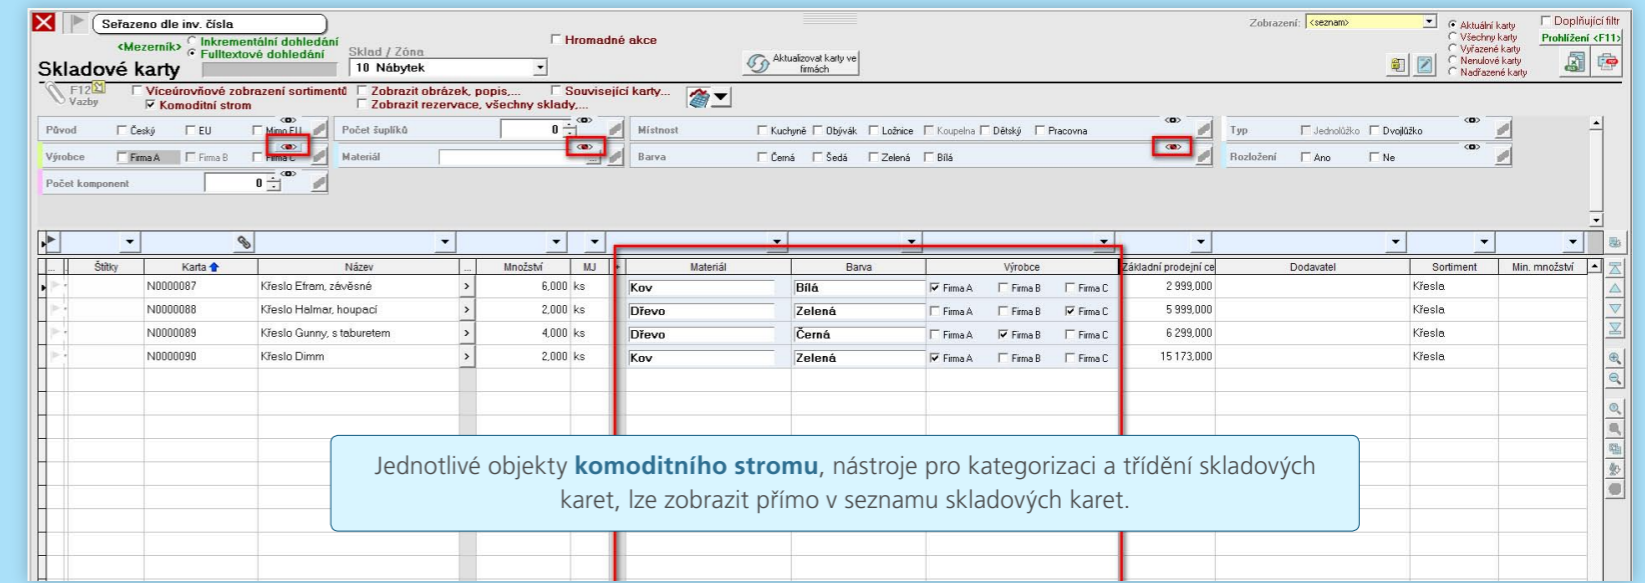 Seřazeno dle inv. čísla
<Mezerník>
Inkrementální dohledání
Fulltextové dohledání
Skladové karty
Sklad / Zóna
10 Nábytek
Hromadné akce
Aktualizovat karty ve
firmách
Zobrazení: <seznam>
Aktuální karty
Všechny karty
Vyřazené karty
Nenulové karty
Nadřazené karty
Doplňující filtr
Prohlížení <F11>
F12
Vazby
Víceúrovňové zobrazení sortimentů
Zobrazit obrázek, popis,...
Související karty...
Komoditní strom
Zobrazit rezervace, všechny sklady,...
Původ Český EU Mimo EU
Počet šuplíků 0
Místnost Kuchyně Obývák Ložnice Koupelna Dětský Pracovna
Typ Jednolůžko Dvojlůžko
Výrobce Firma A Firma B Firma C
Materiál
Barva Černá Šedá Zelená Bílá
Rozložení Ano Ne
Počet komponent 0
... Štítky Karta Název ... Množství MJ Materiál Barva Výrobce Základní prodejní ce Dodavatel Sortiment Min. množství
N0000087 Křeslo Efram, závěsné > 6,000 ks Kov Bílá Firma A Firma B Firma C 2 999,000 Křesla
N0000088 Křeslo Halmar, houpací > 2,000 ks Dřevo Zelená Firma A Firma B Firma C 5 999,000 Křesla
N0000089 Křeslo Gunny, s taburetem > 4,000 ks Dřevo Černá Firma A Firma B Firma C 6 299,000 Křesla
N0000090 Křeslo Dimm > 2,000 ks Kov Zelená Firma A Firma B Firma C 15 173,000 Křesla
Jednotlivé objekty komoditního stromu, nástroje pro kategorizaci a třídění skladových
karet, lze zobrazit přímo v seznamu skladových karet.